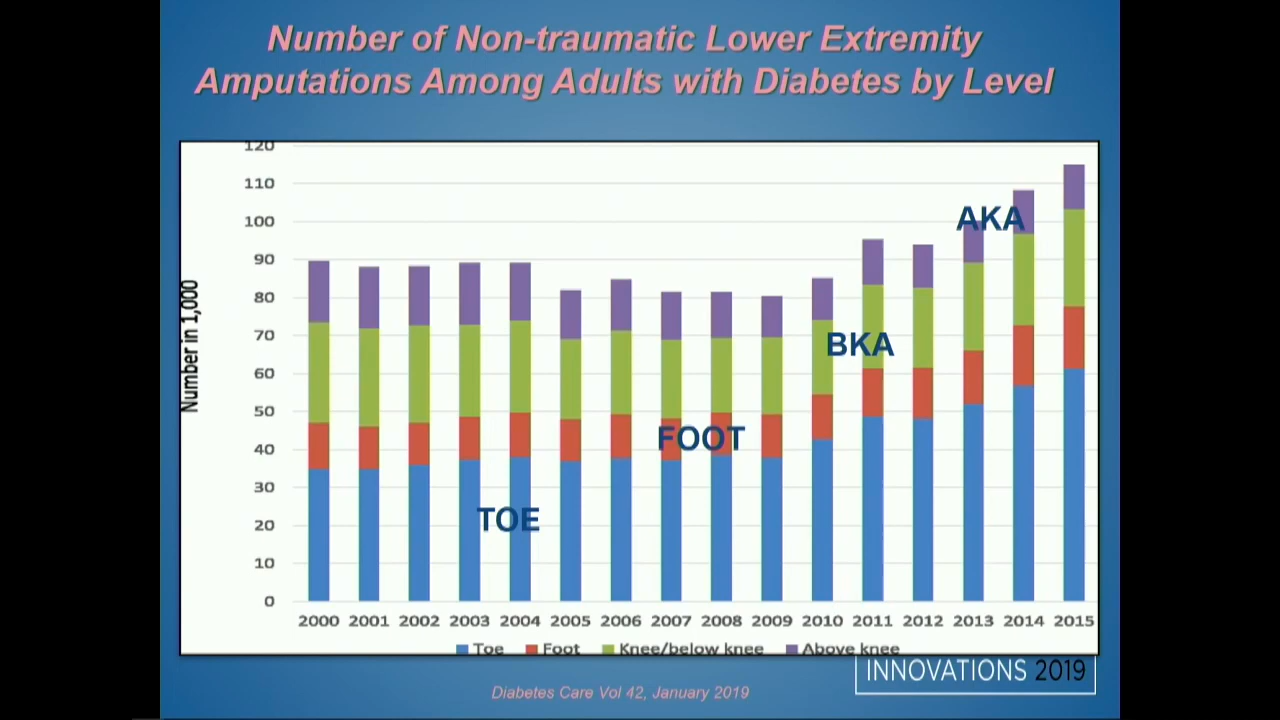 Number of Non-traumatic Lower Extremity
Amputations Among Adults with Diabetes by Level
Number in 1,000
120
110
100
90
80
70
60
50
40
30
20
10
0
AKA
BKA
FOOT
TOE
2000 2001 2002 2003 2004 2005 2006 2007 2008 2009 2010 2011 2012 2013 2014 2015
Toe Foot Knee/below knee Above knee
INNOVATIONS 2019
Diabetes Care Vol 42, January 2019